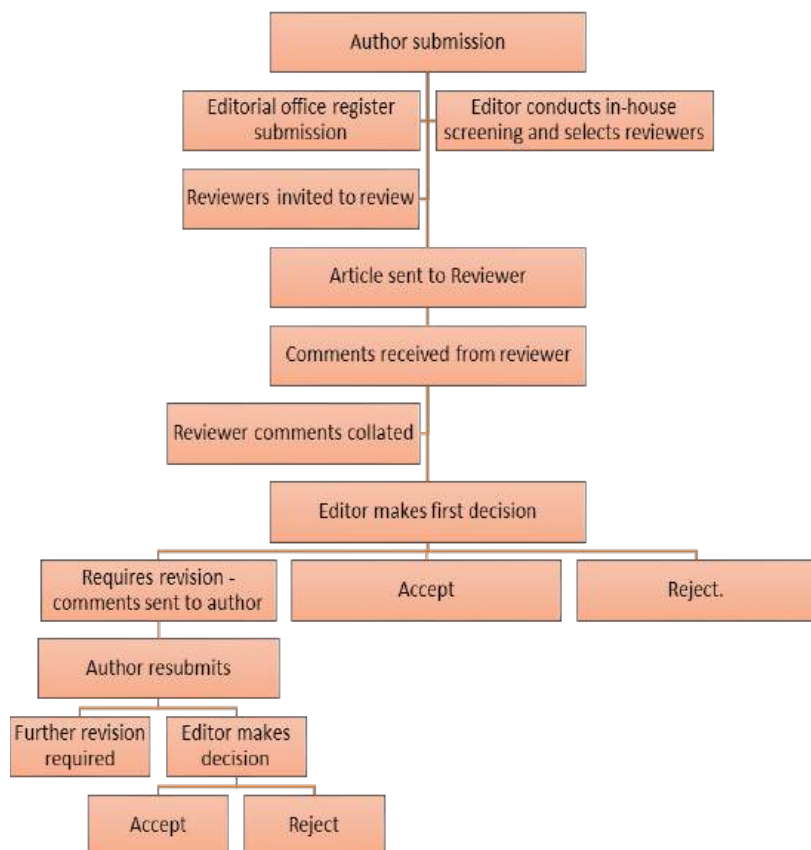 Author submission
Editorial office register
submission
Editor conducts in-house
screening and selects reviewers
Reviewers invited to review
Article sent to Reviewer
Comments received from reviewer
Reviewer comments collated
Editor makes first decision
Requires revision -
comments sent to author
Accept
Reject.
Author resubmits
Further revision
required
Editor makes
decision
Accept
Reject